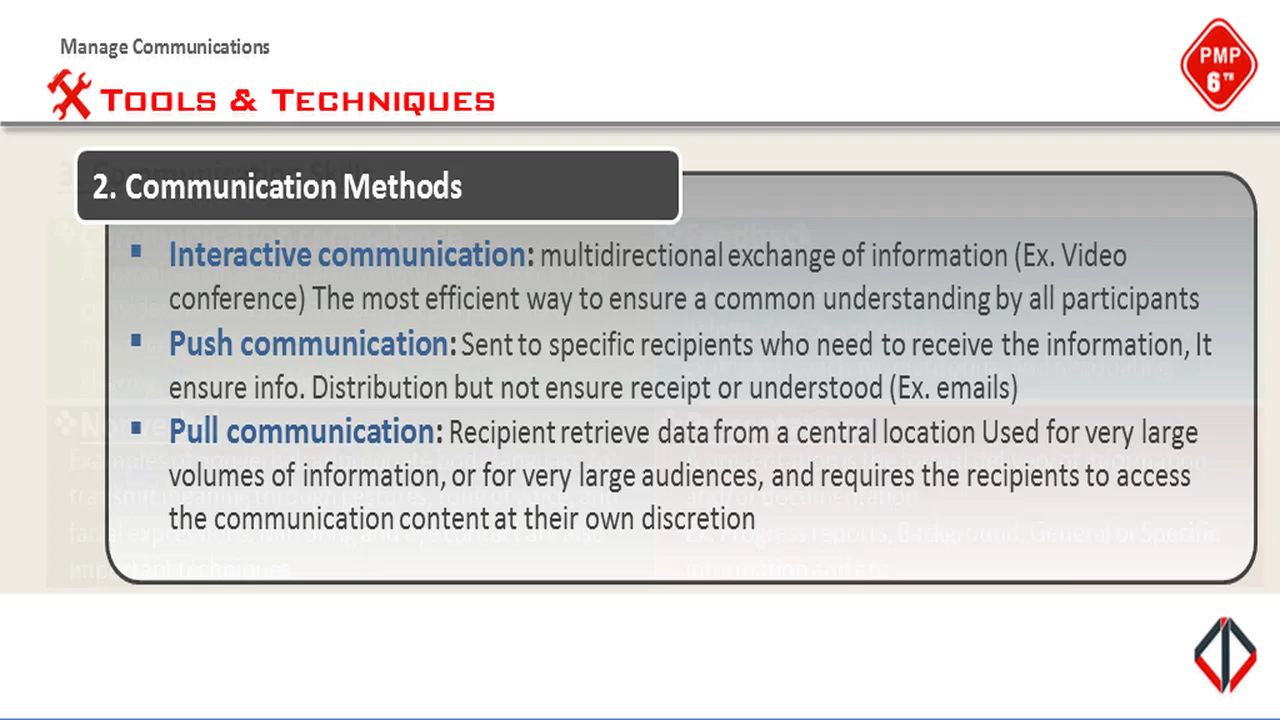 Manage Communications
PMP
6TH
TOOLS & TECHNIQUES
2. Communication Methods
▪ Interactive communication: multidirectional exchange of information (Ex. Video
conference) The most efficient way to ensure a common understanding by all participants
▪ Push communication: Sent to specific recipients who need to receive the information, It
ensure info. Distribution but not ensure receipt or understood (Ex. emails)
▪ Pull communication: Recipient retrieve data from a central location Used for very large
volumes of information, or for very large audiences, and requires the recipients to access
the communication content at their own discretion